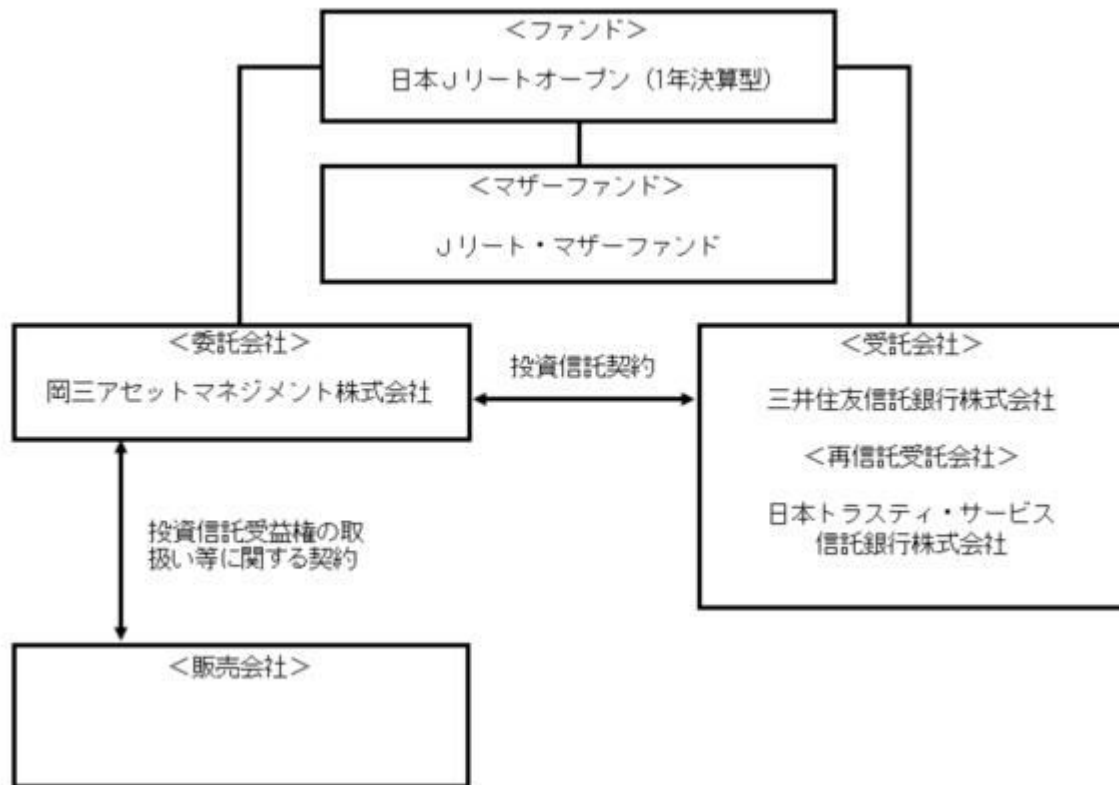 ＜ファンド＞
日本Ｊリートオープン（1年決算型）
＜マザーファンド＞
Ｊリート・マザーファンド
＜委託会社＞
岡三アセットマネジメント株式会社
投資信託契約
＜受託会社＞
三井住友信託銀行株式会社
＜再信託受託会社＞
日本トラスティ・サービス
信託銀行株式会社
投資信託受益権の取
扱い等に関する契約
＜販売会社＞